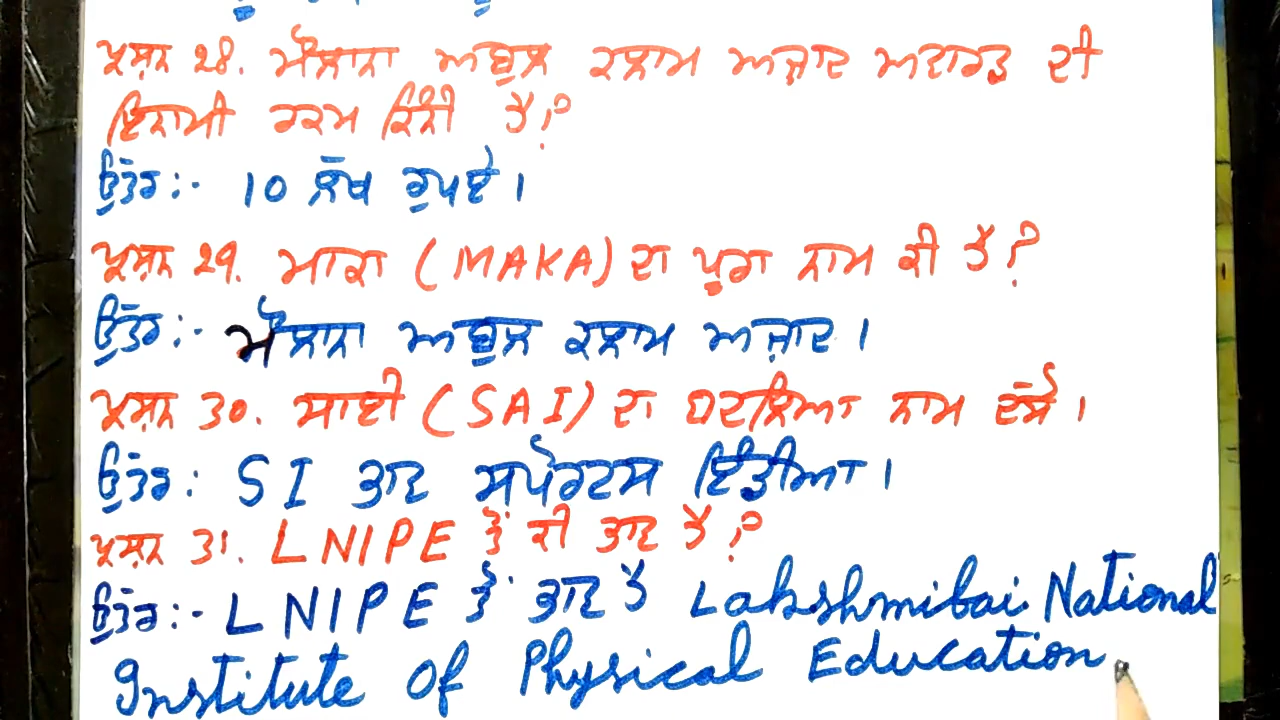 ਪ੍ਰਸ਼ਨ 28. ਮੌਲਾਨਾ ਅਬੁਲ ਕਲਾਮ ਅਜ਼ਾਦ ਅਵਾਰਡ ਦੀ
ਇਨਾਮੀ ਰਕਮ ਕਿੰਨੀ ਹੈ?
ਉੱਤਰ:- 10 ਲੱਖ ਰੁਪਏ।
ਪ੍ਰਸ਼ਨ 29. ਮਾਕਾ (MAKA) ਦਾ ਪੂਰਾ ਨਾਮ ਕੀ ਹੈ?
ਉੱਤਰ:- ਮੌਲਾਨਾ ਅਬੁਲ ਕਲਾਮ ਅਜ਼ਾਦ।
ਪ੍ਰਸ਼ਨ 30. ਸਾਈ (SAI) ਦਾ ਬਦਲਿਆ ਨਾਮ ਦੱਸੋ।
ਉੱਤਰ: SI ਭਾਵ ਸਪੋਰਟਸ ਇੰਡੀਆ।
ਪ੍ਰਸ਼ਨ 31. LNIPE ਤੋਂ ਕੀ ਭਾਵ ਹੈ?
ਉੱਤਰ:- LNIPE ਤੋਂ ਭਾਵ ਹੈ Lakshmibai National
Institute Of Physical Education